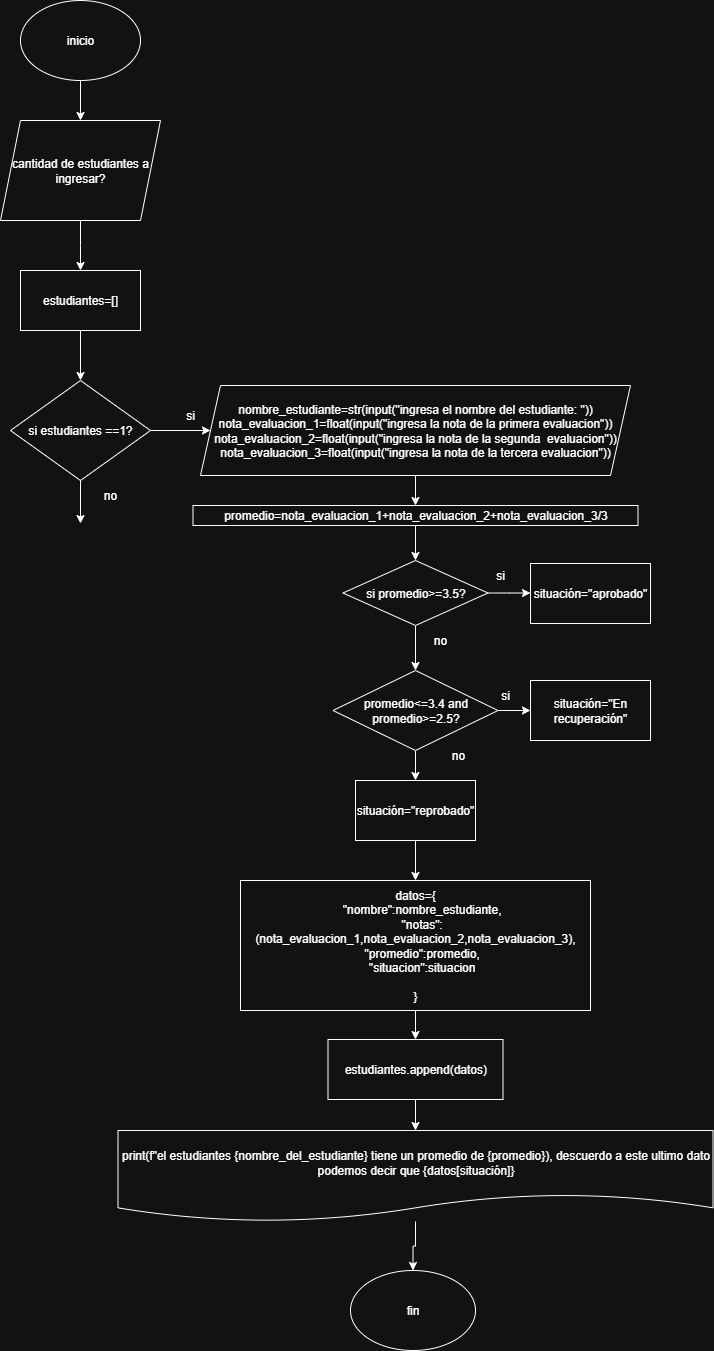 inicio
cantidad de estudiantes a
ingresar?
estudiantes=[]
si estudiantes ==1?
si
no
nombre_estudiante=str(input("ingresa el nombre del estudiante: "))
nota_evaluacion_1=float(input("ingresa la nota de la primera evaluacion"))
nota_evaluacion_2=float(input("ingresa la nota de la segunda  evaluacion"))
nota_evaluacion_3=float(input("ingresa la nota de la tercera evaluacion"))
promedio=nota_evaluacion_1+nota_evaluacion_2+nota_evaluacion_3/3
si promedio>=3.5?
si
situación="aprobado"
no
promedio<=3.4 and
promedio>=2.5?
si
situación="En
recuperación"
no
situación="reprobado"
datos={
"nombre":nombre_estudiante,
"notas":
(nota_evaluacion_1,nota_evaluacion_2,nota_evaluacion_3),
"promedio":promedio,
"situacion":situacion
}
estudiantes.append(datos)
print(f"el estudiantes {nombre_del_estudiante} tiene un promedio de {promedio}), descuerdo a este ultimo dato
podemos decir que {datos[situación]}
fin